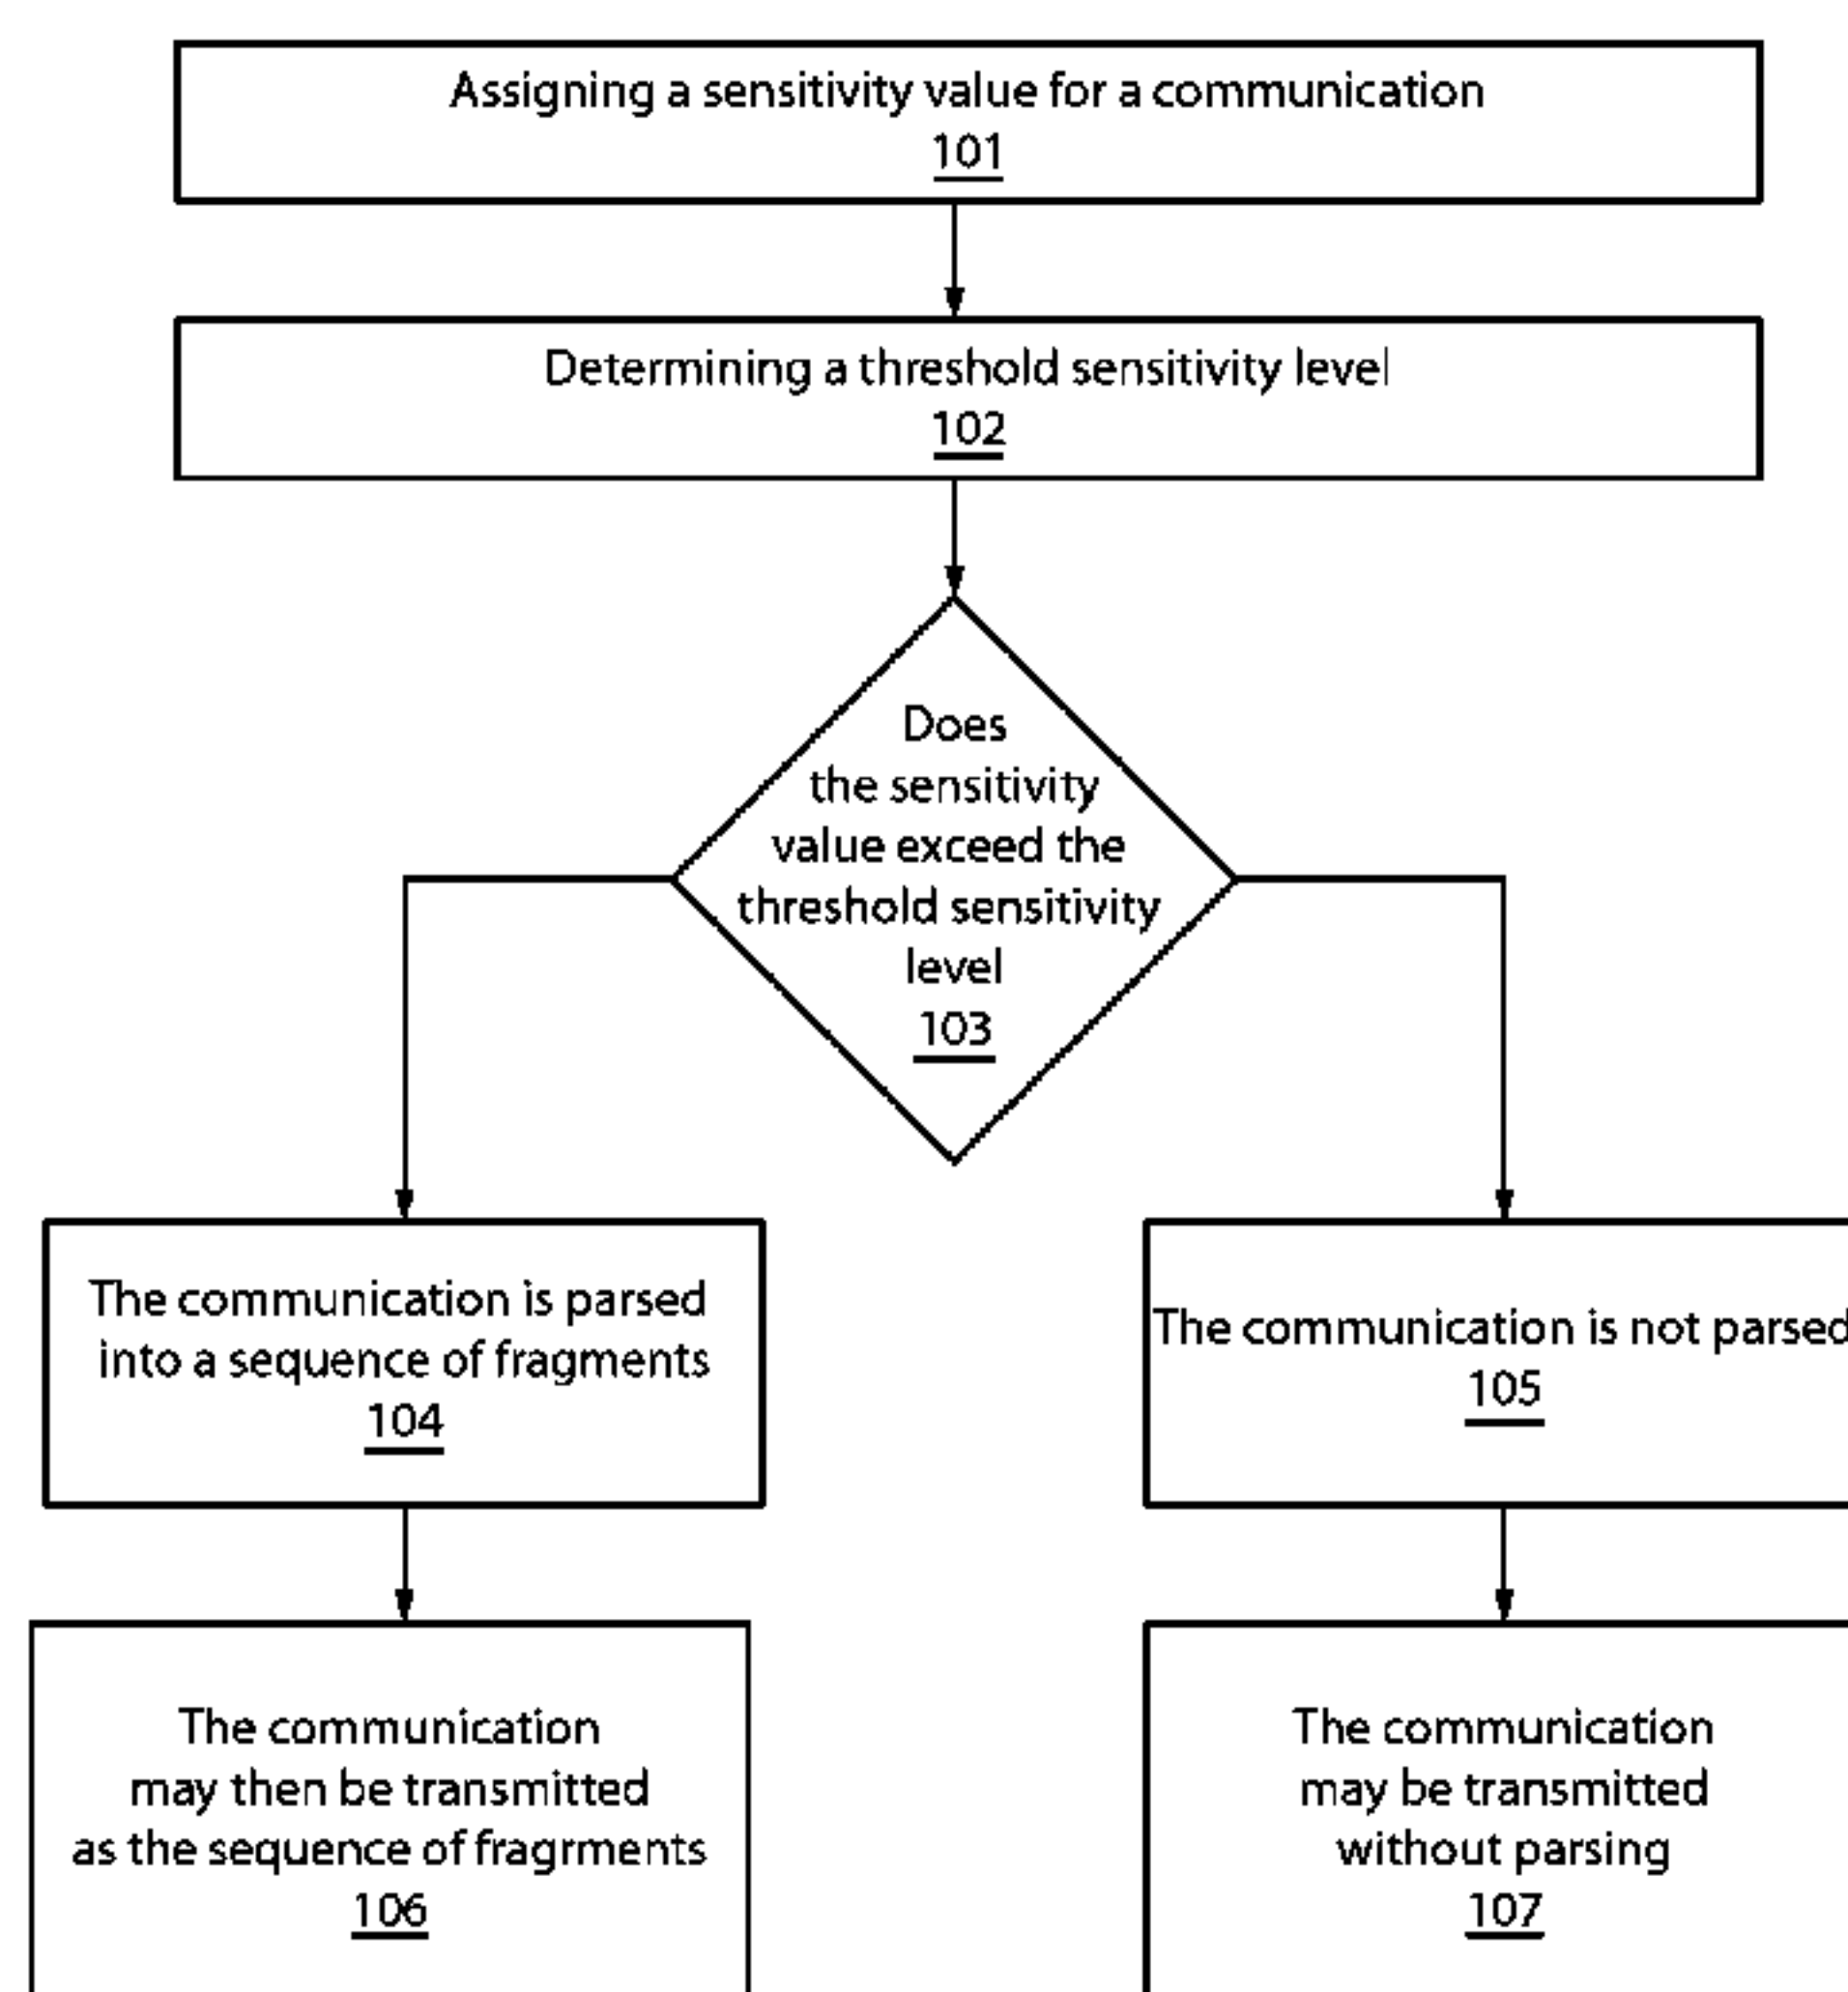 Assigning a sensitivity value for a communication
101
Determining a threshold sensitivity level
102
Does
the sensitivity
value exceed the
threshold sensitivity
level
103
The communication is parsed
into a sequence of fragments
104
The communication is not parsed
105
The communication
may then be transmitted
as the sequence of fragrments
106
The communication
may be transmitted
without parsing
107